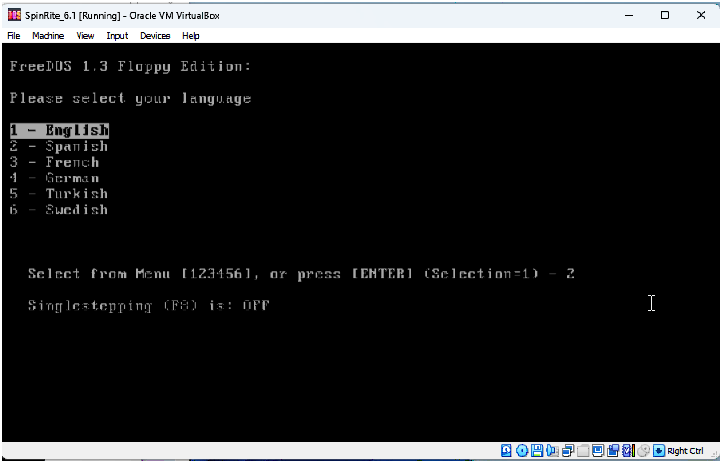 SpinRite_6.1 [Running] - Oracle VM VirtualBox
File Machine View Input Devices Help
FreeDOS 1.3 Floppy Edition:
Please select your language
1 - English
2 - Spanish
3 - French
4 - German
5 - Turkish
6 - Swedish
Select from Menu [123456], or press [ENTER] (Selection=1) - 2
Singlestepping (F8) is: OFF
Right Ctrl